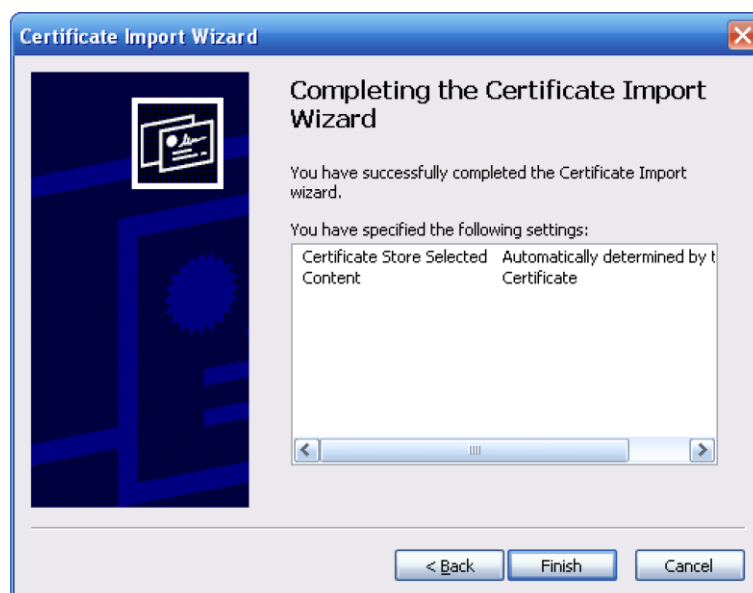 Certificate Import Wizard
Completing the Certificate Import
Wizard
You have successfully completed the Certificate Import
wizard.
You have specified the following settings:
Certificate Store Selected Automatically determined by t
Content Certificate
< Back Finish Cancel